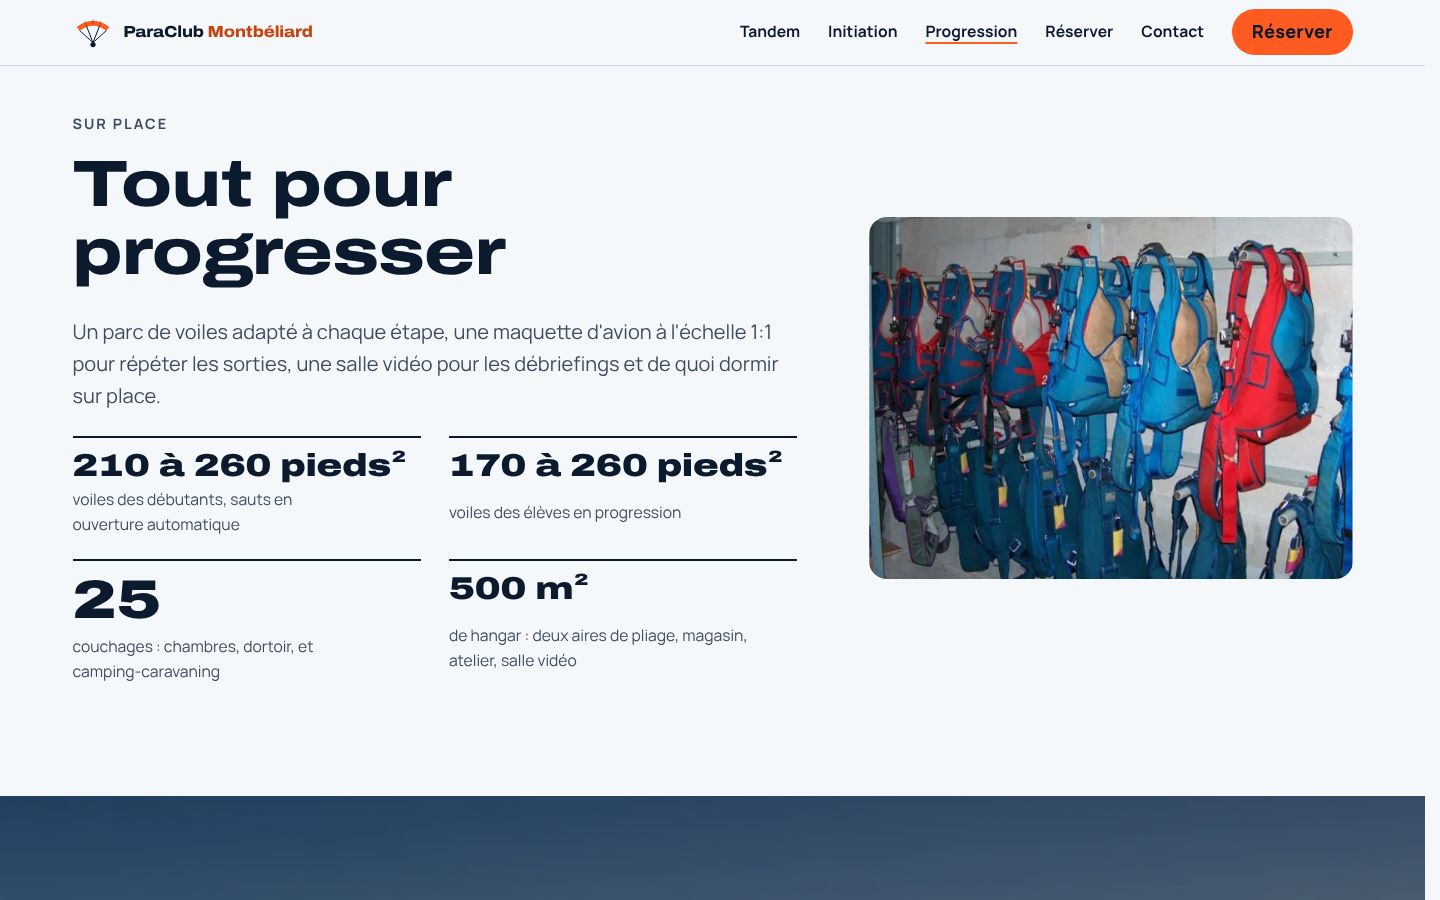 ParaClub Montbéliard
Tandem
Initiation
Progression
Réserver
Contact
Réserver
SUR PLACE
Tout pour
progresser
Un parc de voiles adapté à chaque étape, une maquette d'avion à l'échelle 1:1
pour répéter les sorties, une salle vidéo pour les débriefings et de quoi dormir
sur place.
210 à 260 pieds²
voiles des débutants, sauts en
ouverture automatique
170 à 260 pieds²
voiles des élèves en progression
25
couchages : chambres, dortoir, et
camping-caravaning
500 m²
de hangar : deux aires de pliage, magasin,
atelier, salle vidéo